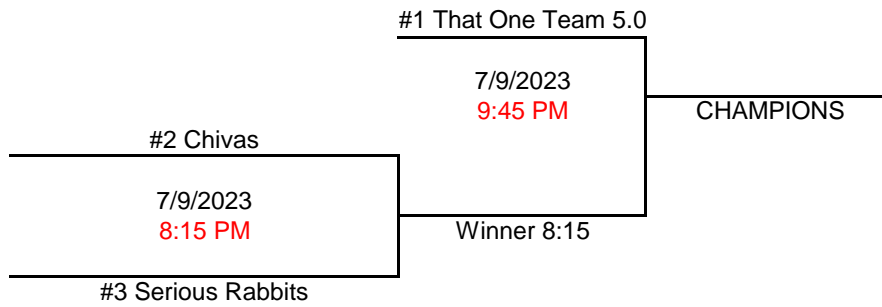 #1 That One Team 5.0
7/9/2023
9:45 PM
CHAMPIONS
#2 Chivas
7/9/2023
8:15 PM
Winner 8:15
#3 Serious Rabbits